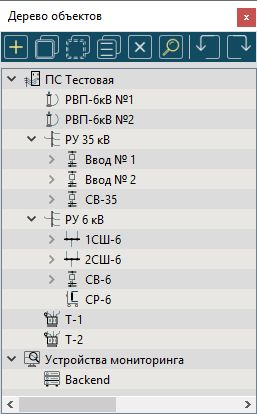 Дерево объектов
ПС Тестовая
РВП-6кВ №1
РВП-6кВ №2
РУ 35 кВ
Ввод № 1
Ввод № 2
СВ-35
РУ 6 кВ
1СШ-6
2СШ-6
СВ-6
СР-6
Т-1
Т-2
Устройства мониторинга
Backend